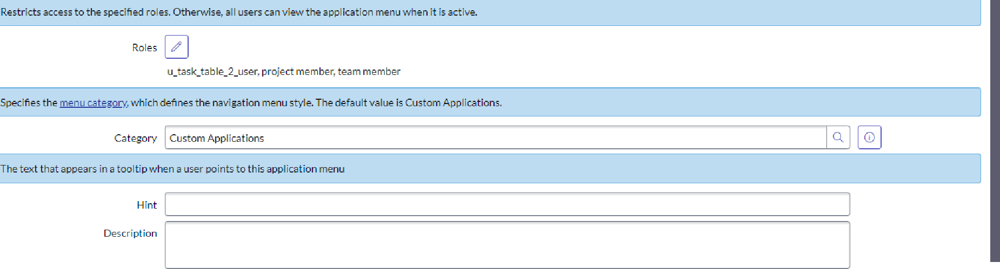 Restricts access to the specified roles. Otherwise, all users can view the application menu when it is active.
Roles
u_task_table_2_user, project member, team member
Specifies the menu category, which defines the navigation menu style. The default value is Custom Applications.
Category Custom Applications
The text that appears in a tooltip when a user points to this application menu
Hint
Description